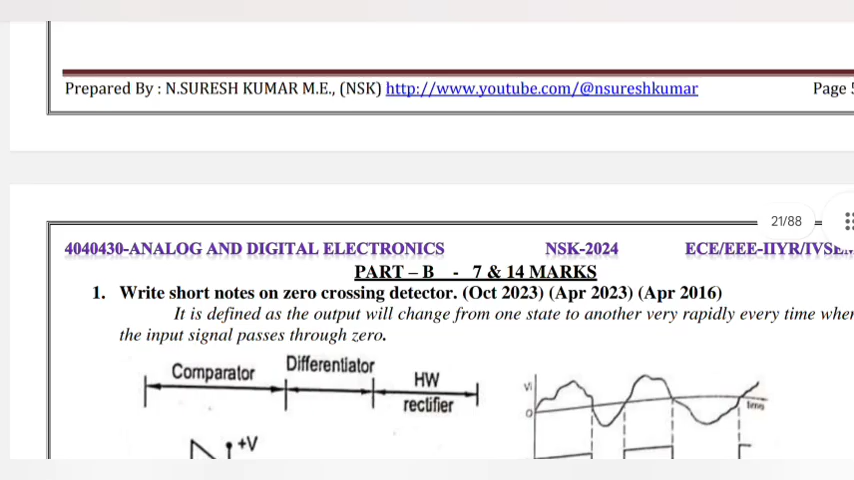 Prepared By : N.SURESH KUMAR M.E., (NSK) http://www.youtube.com/@nsureshkumar Page
21/88
4040430-ANALOG AND DIGITAL ELECTRONICS NSK-2024 ECE/EEE-IIYR/IVSEM
PART – B - 7 & 14 MARKS
1. Write short notes on zero crossing detector. (Oct 2023) (Apr 2023) (Apr 2016)
It is defined as the output will change from one state to another very rapidly every time when
the input signal passes through zero.
Comparator Differentiator HW
rectifier
Vi
0
time
+V